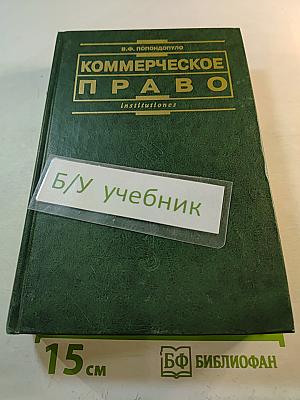 В.Ф. ПОПОНДОПУЛО
КОММЕРЧЕСКОЕ
ПРАВО
institutiones
Б/У учебник
15 см
БФ БИБЛИОФАН